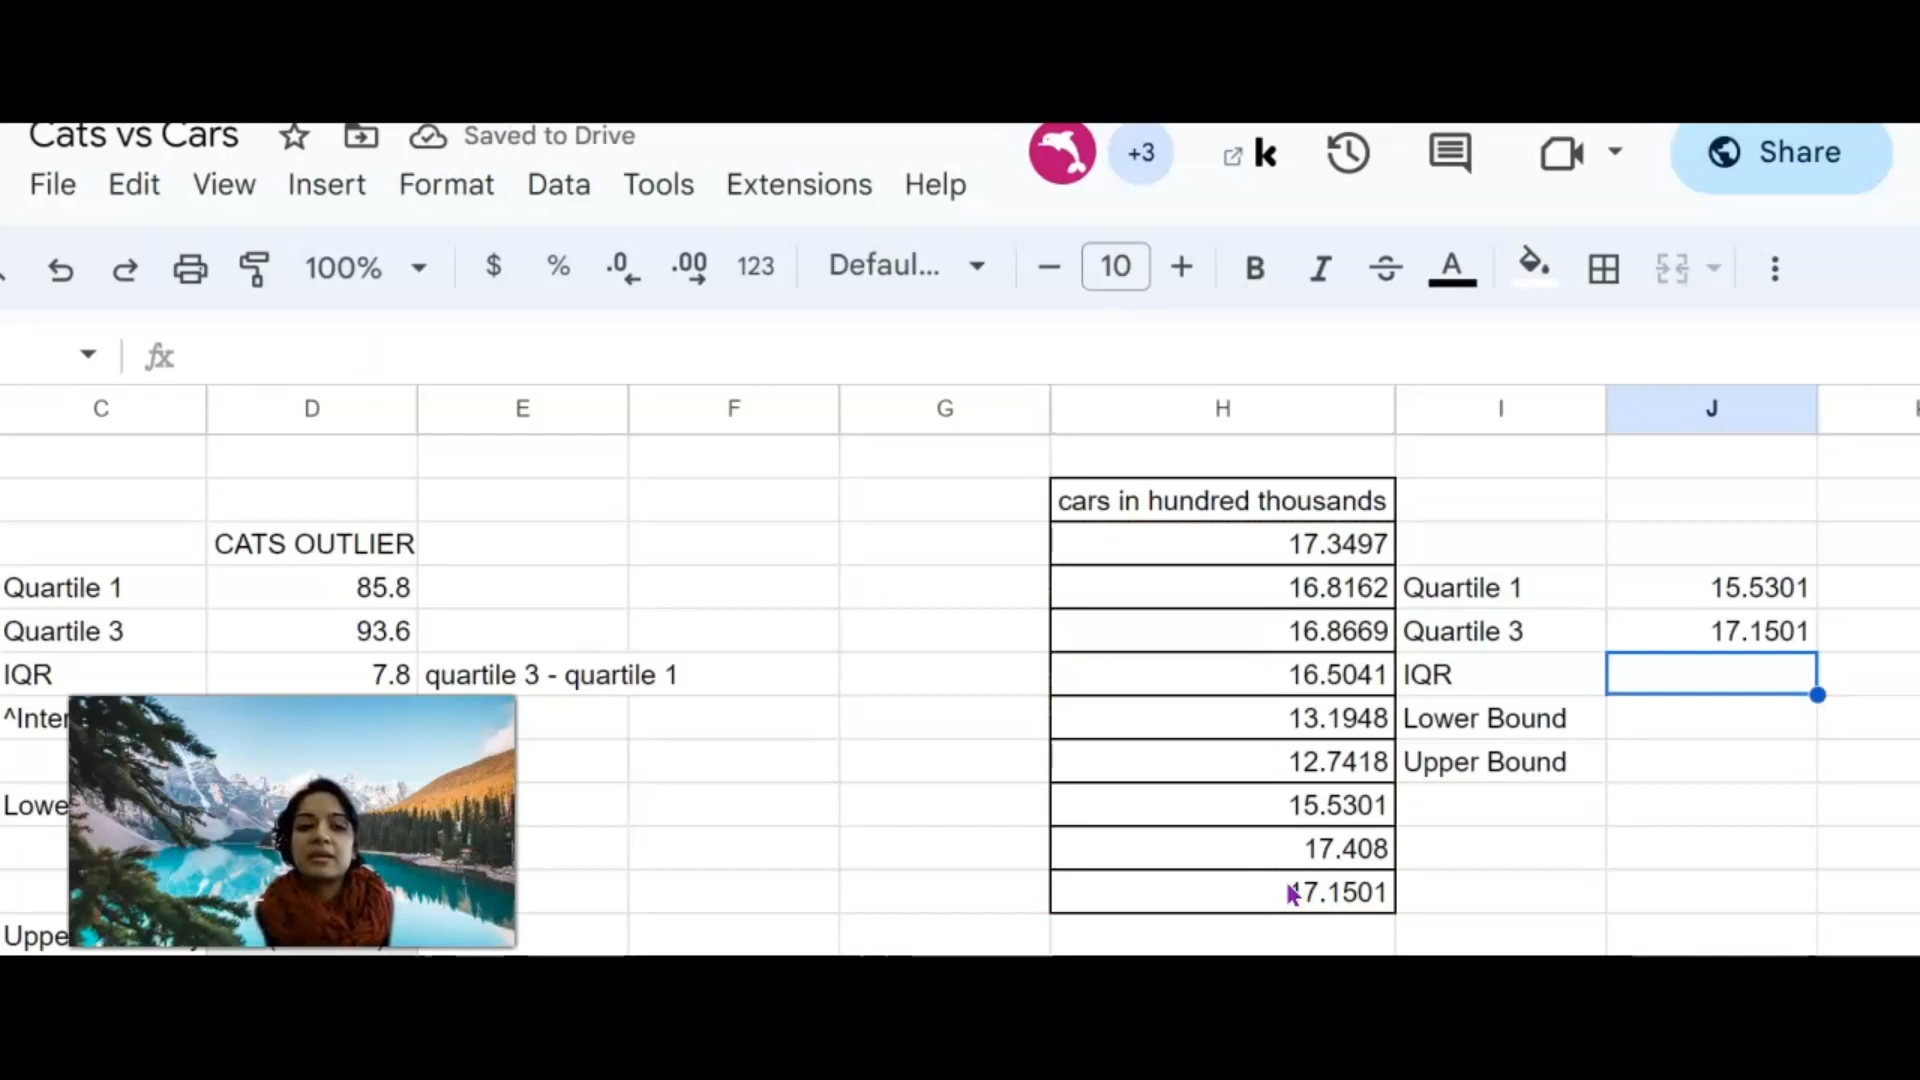 Cats vs Cars Saved to Drive
+3 k Share
File Edit View Insert Format Data Tools Extensions Help
100% $ % .0 .00 123 Defaul... 10 B I S A
fx
C D E F G H I J
cars in hundred thousands
CATS OUTLIER 17.3497
Quartile 1 85.8 16.8162 Quartile 1 15.5301
Quartile 3 93.6 16.8669 Quartile 3 17.1501
IQR 7.8 quartile 3 - quartile 1 16.5041 IQR
^Inter 13.1948 Lower Bound
12.7418 Upper Bound
Lowe 15.5301
17.408
17.1501
Uppe